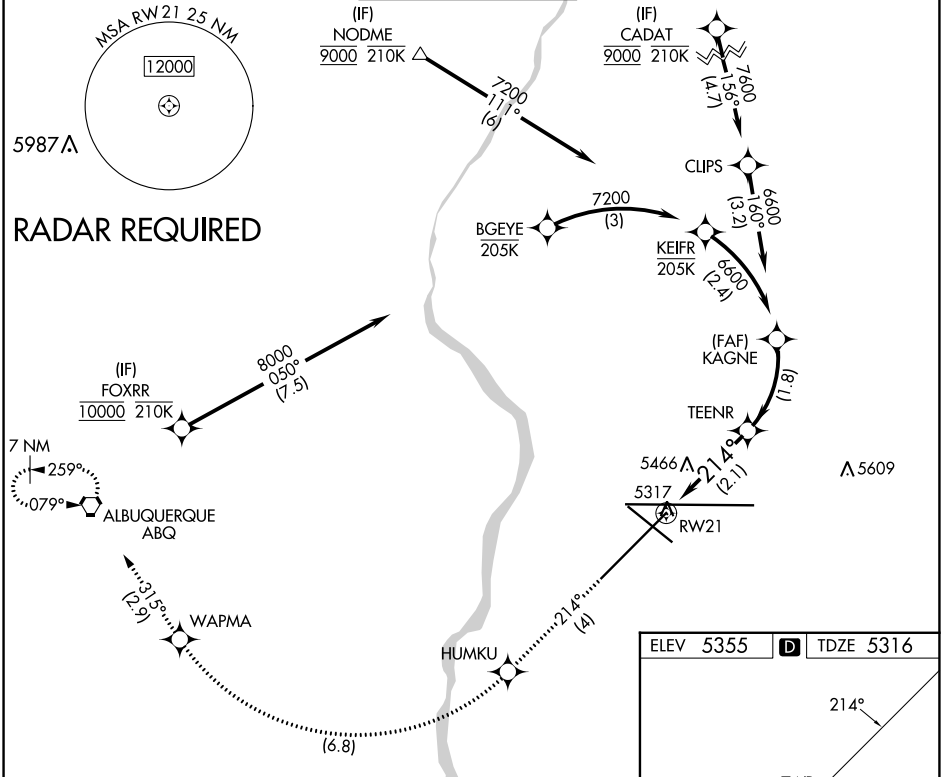 MSA RW 21 25 NM
12000
5987
RADAR REQUIRED
(IF)
NODME
9000 210K
7200
111°
(6)
(IF)
CADAT
9000 210K
7600
156°
(4.7)
CLIPS
6600
160°
(3.2)
BGEYE
205K
7200
(3)
KEIFR
205K
6600
(2.4)
(FAF)
KAGNE
(1.8)
TEENR
214°
(2.1)
5466
5609
5317
RW21
(IF)
FOXRR
10000 210K
8000
050°
(7.5)
7 NM
259°
079°
ALBUQUERQUE
ABQ
315°
(2.9)
WAPMA
(6.8)
HUMKU
214°
(4)
ELEV 5355 D TDZE 5316
214°